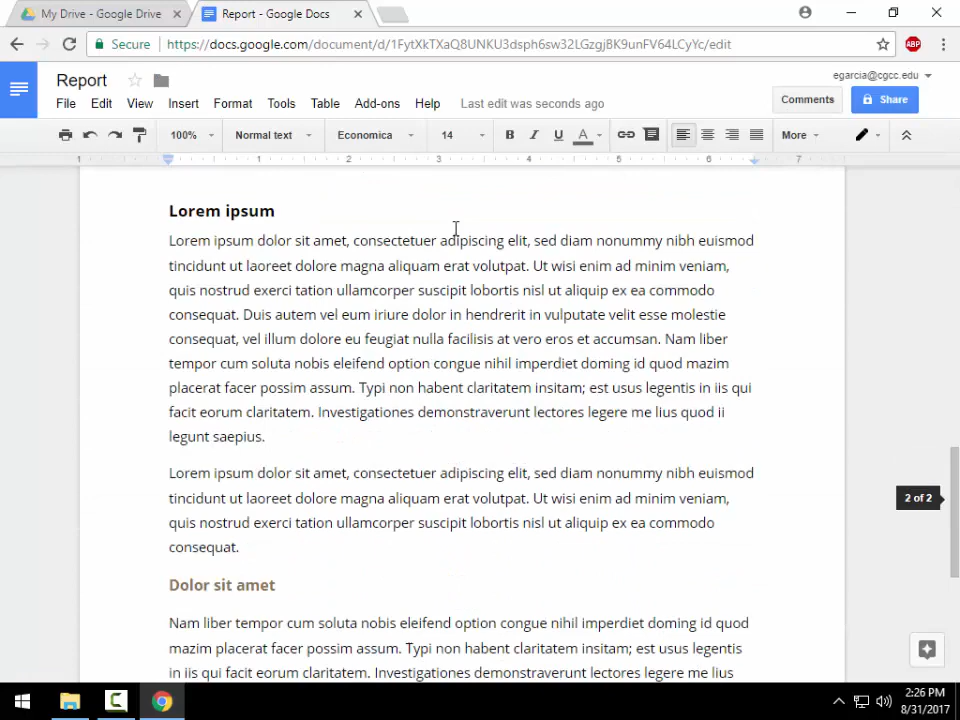 My Drive - Google Drive
Report - Google Docs
Secure
https://docs.google.com/document/d/1FytXkTXaQ8UNKU3dsph6sw32LGzgjBK9unFV64LCyYc/edit
ABP
Report
egarcia@cgcc.edu
File Edit View Insert Format Tools Table Add-ons Help Last edit was seconds ago
Comments
Share
100% Normal text Economica 14 B I U A More
1 1 2 3 4 5 6 7
Lorem ipsum
Lorem ipsum dolor sit amet, consectetuer adipiscing elit, sed diam nonummy nibh euismod
tincidunt ut laoreet dolore magna aliquam erat volutpat. Ut wisi enim ad minim veniam,
quis nostrud exerci tation ullamcorper suscipit lobortis nisl ut aliquip ex ea commodo
consequat. Duis autem vel eum iriure dolor in hendrerit in vulputate velit esse molestie
consequat, vel illum dolore eu feugiat nulla facilisis at vero eros et accumsan. Nam liber
tempor cum soluta nobis eleifend option congue nihil imperdiet doming id quod mazim
placerat facer possim assum. Typi non habent claritatem insitam; est usus legentis in iis qui
facit eorum claritatem. Investigationes demonstraverunt lectores legere me lius quod ii
legunt saepius.
Lorem ipsum dolor sit amet, consectetuer adipiscing elit, sed diam nonummy nibh euismod
tincidunt ut laoreet dolore magna aliquam erat volutpat. Ut wisi enim ad minim veniam,
quis nostrud exerci tation ullamcorper suscipit lobortis nisl ut aliquip ex ea commodo
consequat.
2 of 2
Dolor sit amet
Nam liber tempor cum soluta nobis eleifend option congue nihil imperdiet doming id quod
mazim placerat facer possim assum. Typi non habent claritatem insitam; est usus legentis
in iis qui facit eorum claritatem. Investigationes demonstraverunt lectores legere me lius
2:26 PM
8/31/2017